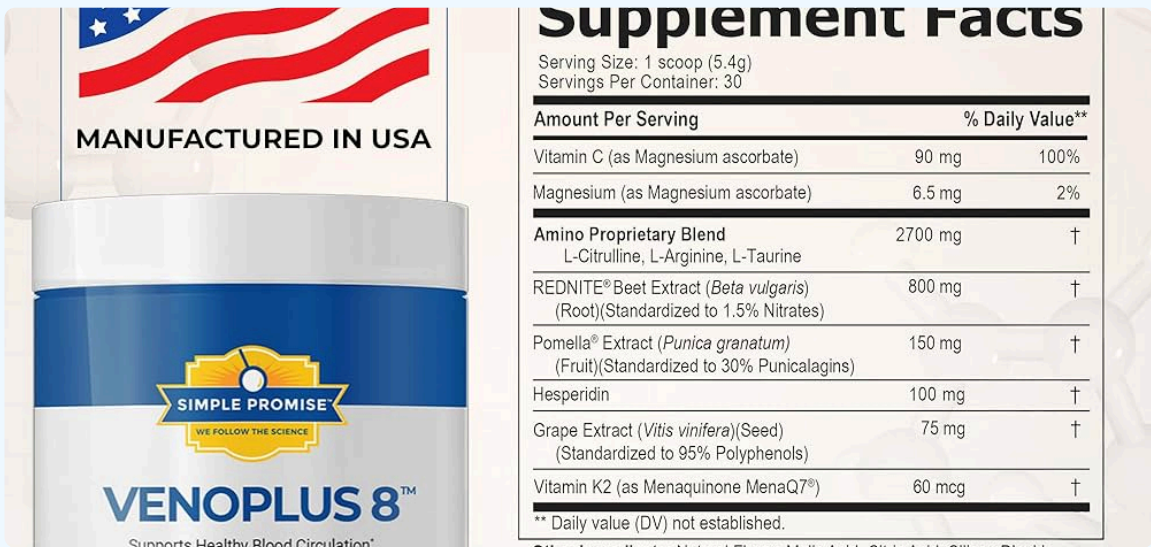 MANUFACTURED IN USA
SIMPLE PROMISE™
WE FOLLOW THE SCIENCE
VENOPLUS 8™
Supports Healthy Blood Circulation*
Supplement Facts
Serving Size: 1 scoop (5.4g)
Servings Per Container: 30
Amount Per Serving % Daily Value**
Vitamin C (as Magnesium ascorbate) 90 mg 100%
Magnesium (as Magnesium ascorbate) 6.5 mg 2%
Amino Proprietary Blend 2700 mg †
L-Citrulline, L-Arginine, L-Taurine
REDNITE® Beet Extract (Beta vulgaris) 800 mg †
(Root)(Standardized to 1.5% Nitrates)
Pomella® Extract (Punica granatum) 150 mg †
(Fruit)(Standardized to 30% Punicalagins)
Hesperidin 100 mg †
Grape Extract (Vitis vinifera)(Seed) 75 mg †
(Standardized to 95% Polyphenols)
Vitamin K2 (as Menaquinone MenaQ7®) 60 mcg †
** Daily value (DV) not established.